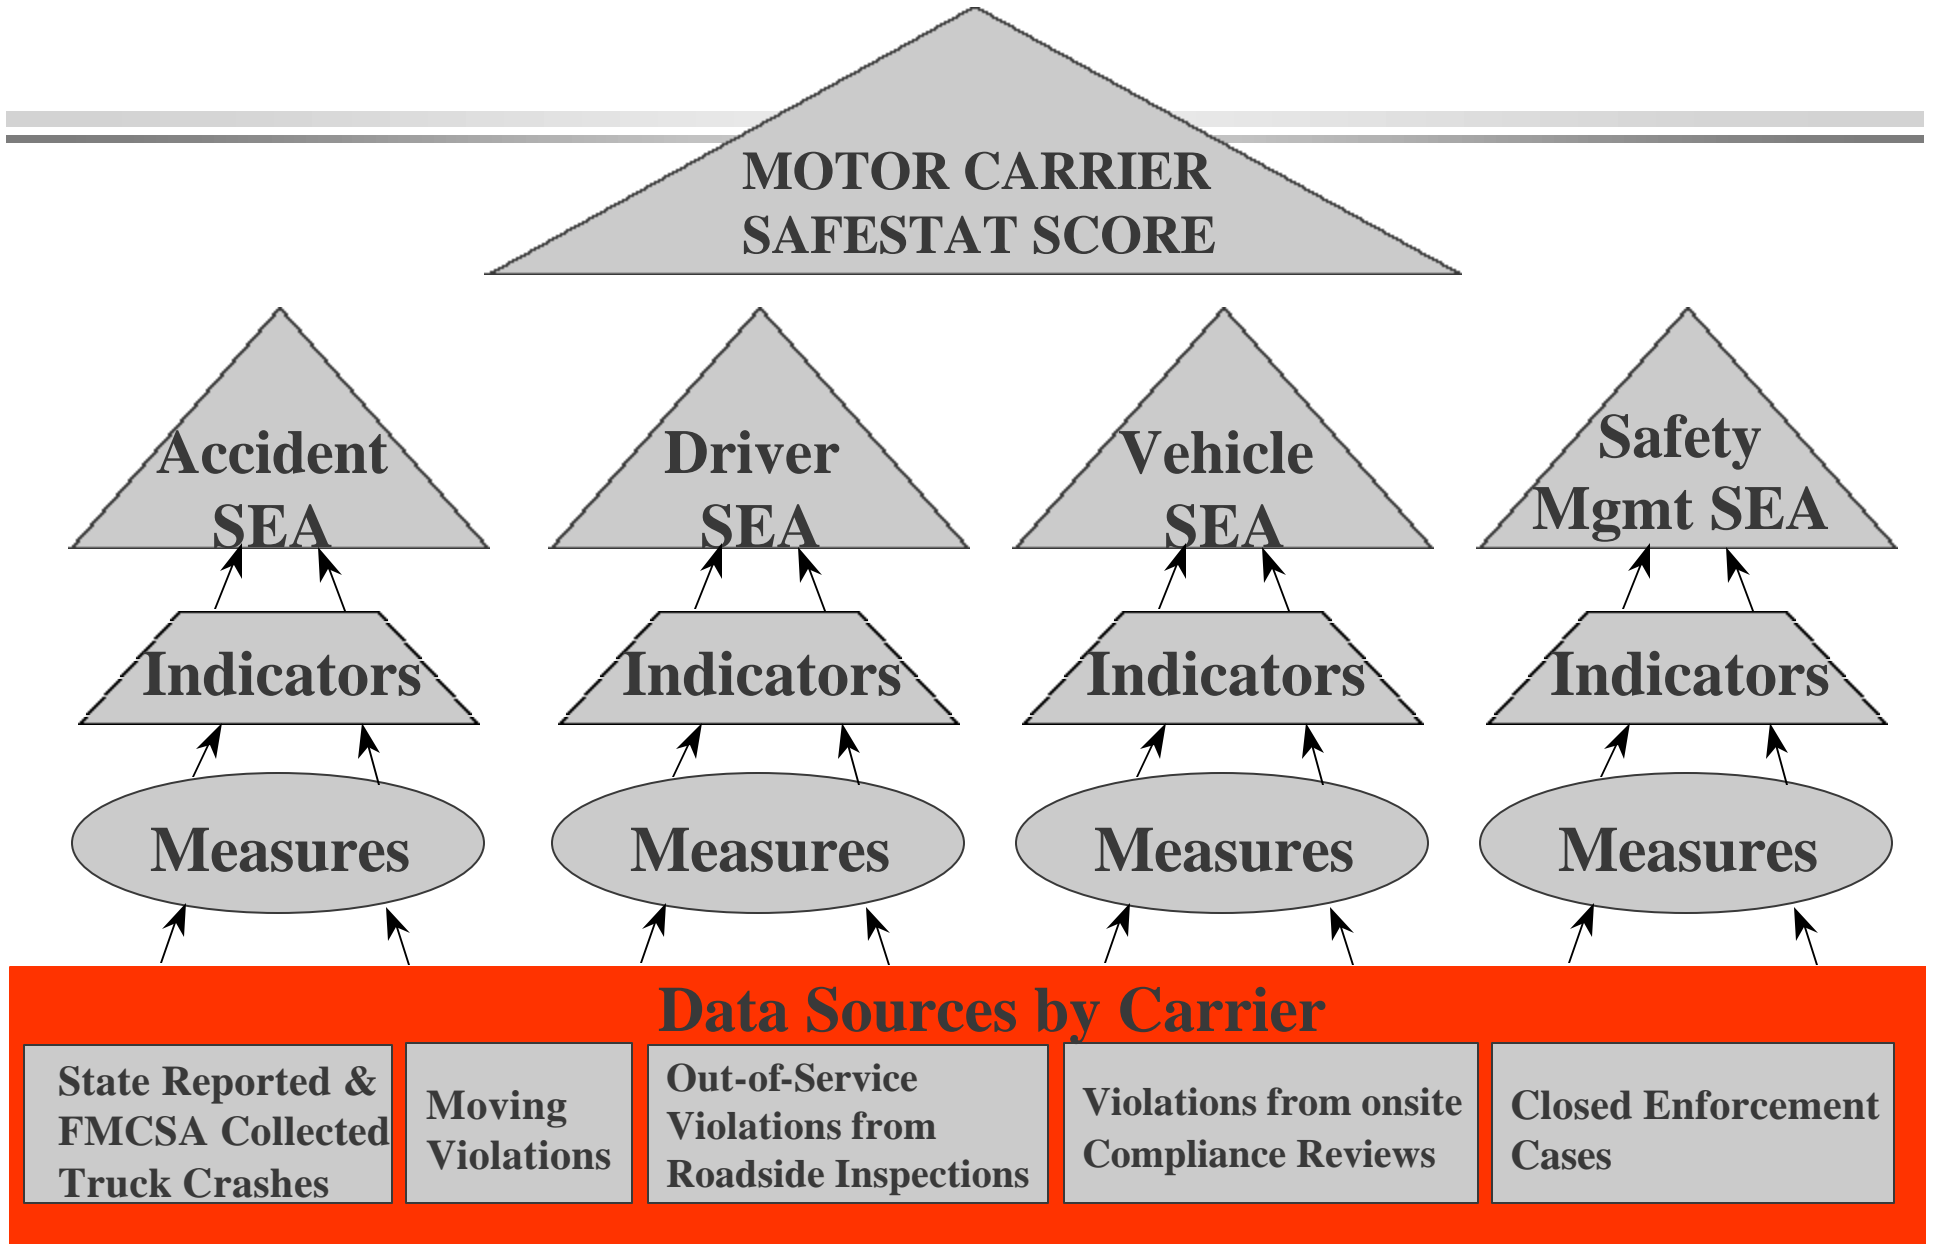 MOTOR CARRIER
SAFESTAT SCORE
Accident
SEA
Driver
SEA
Vehicle
SEA
Safety
Mgmt SEA
Indicators
Indicators
Indicators
Indicators
Measures
Measures
Measures
Measures
Data Sources by Carrier
State Reported &
FMCSA Collected
Truck Crashes
Moving
Violations
Out-of-Service
Violations from
Roadside Inspections
Violations from onsite
Compliance Reviews
Closed Enforcement
Cases